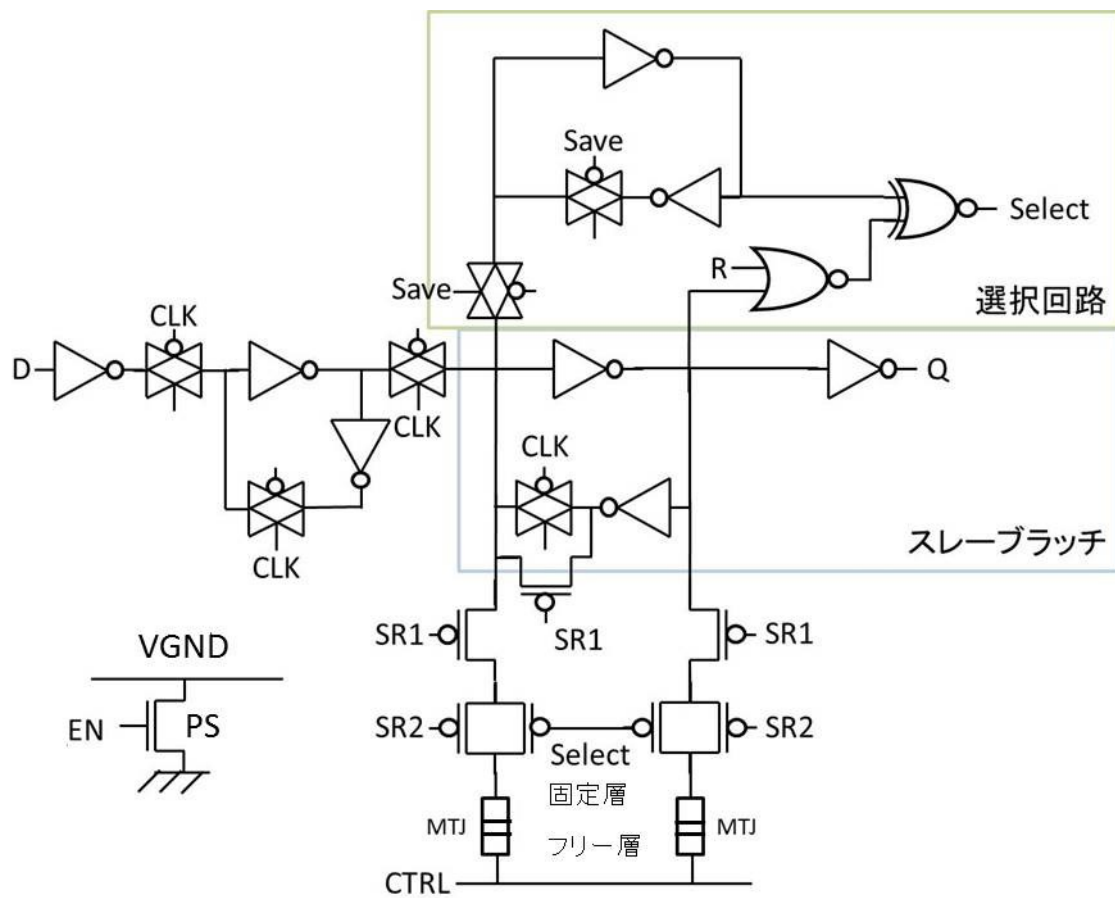 Save
Select
R
Save
選択回路
CLK
D
Q
CLK
CLK
スレーブラッチ
CLK
SR1
SR1
SR1
VGND
EN
PS
SR2
SR2
Select
固定層
MTJ
MTJ
フリー層
CTRL